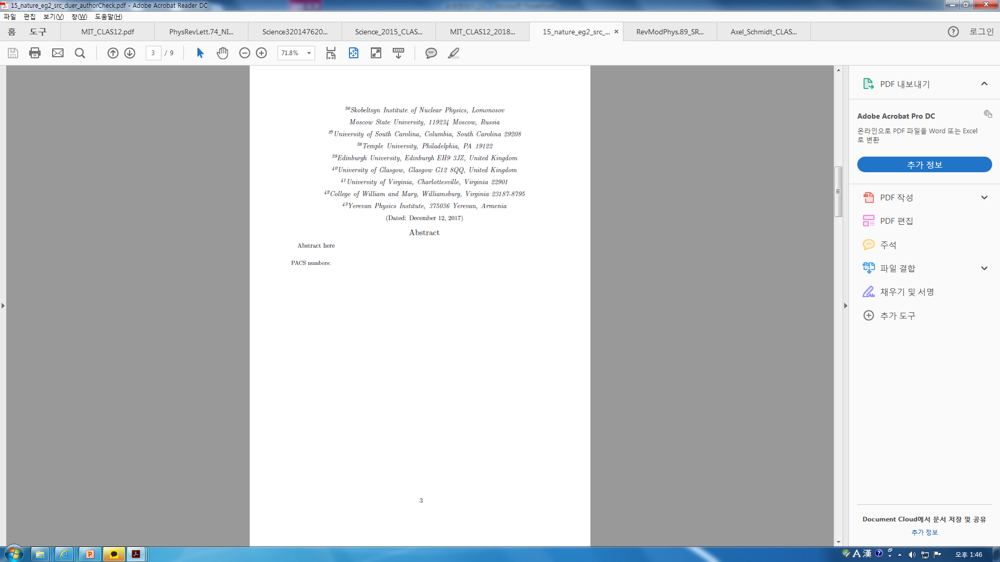 15_nature_eg2_src_duer_authorCheck.pdf - Adobe Acrobat Reader DC
파일 편집 보기(V) 창(W) 도움말(H)
홈 도구 MIT_CLAS12.pdf PhysRevLett.74_NI... Science320147620... Science_2015_CLAS... MIT_CLAS12_2018... 15_nature_eg2_src_... × RevModPhys.89_SR... Axel_Schmidt_CLAS... ? 로그인
3 / 9 71.8%
36Skobeltsyn Institute of Nuclear Physics, Lomonosov
Moscow State University, 119234 Moscow, Russia
37University of South Carolina, Columbia, South Carolina 29208
38Temple University, Philadelphia, PA 19122
39Edinburgh University, Edinburgh EH9 3JZ, United Kingdom
40University of Glasgow, Glasgow G12 8QQ, United Kingdom
41University of Virginia, Charlottesville, Virginia 22901
42College of William and Mary, Williamsburg, Virginia 23187-8795
43Yerevan Physics Institute, 375036 Yerevan, Armenia
(Dated: December 12, 2017)
Abstract
Abstract here
PACS numbers:
3
PDF 내보내기
Adobe Acrobat Pro DC
온라인으로 PDF 파일을 Word 또는 Excel
로 변환
추가 정보
PDF 작성
PDF 편집
주석
파일 결합
채우기 및 서명
추가 도구
Document Cloud에서 문서 저장 및 공유
추가 정보
A 漢 ? 오후 1:46